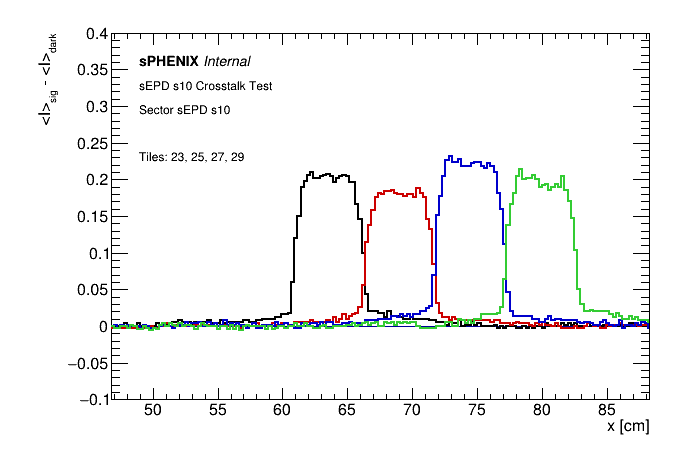 <I>sig - <I>dark
0.4
0.35
0.3
0.25
0.2
0.15
0.1
0.05
0
−0.05
−0.1
sPHENIX Internal
sEPD s10 Crosstalk Test
Sector sEPD s10
Tiles: 23, 25, 27, 29
50 55 60 65 70 75 80 85
x [cm]